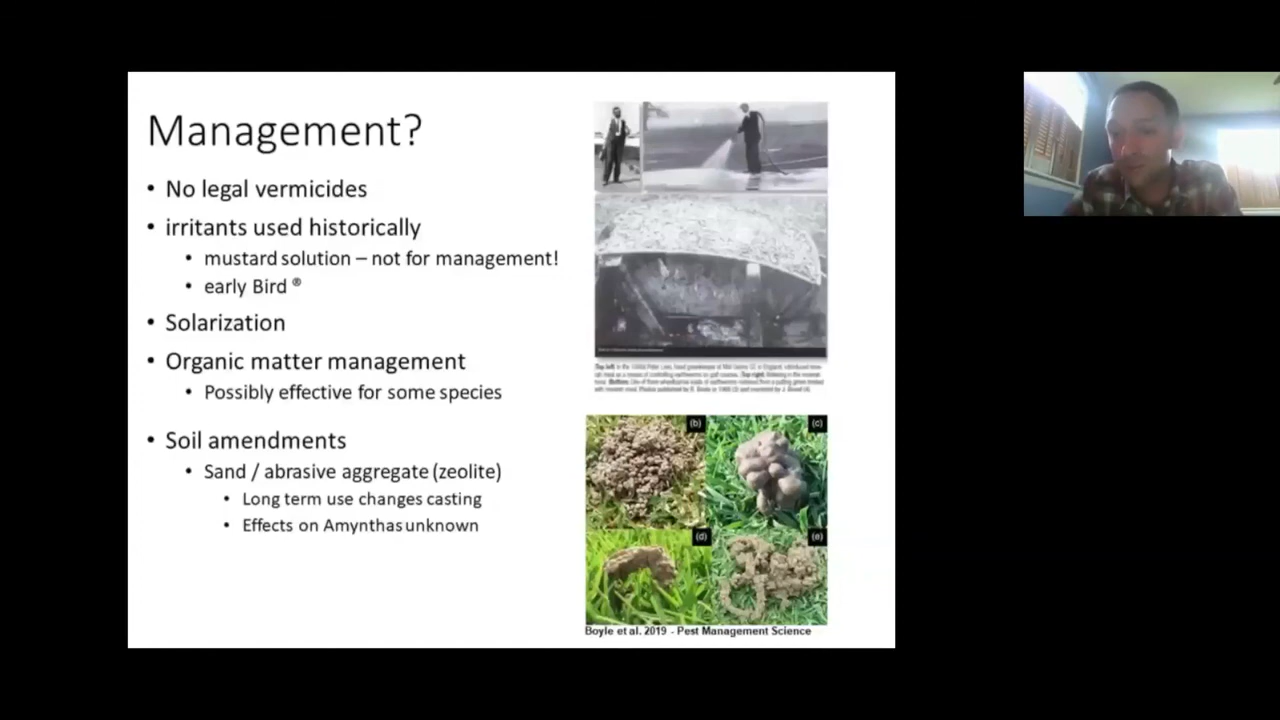 Management?
• No legal vermicides
• irritants used historically
• mustard solution – not for management!
• early Bird ®
• Solarization
• Organic matter management
• Possibly effective for some species
• Soil amendments
• Sand / abrasive aggregate (zeolite)
• Long term use changes casting
• Effects on Amynthas unknown
(b)
(c)
(d)
(e)
Boyle et al. 2019 - Pest Management Science